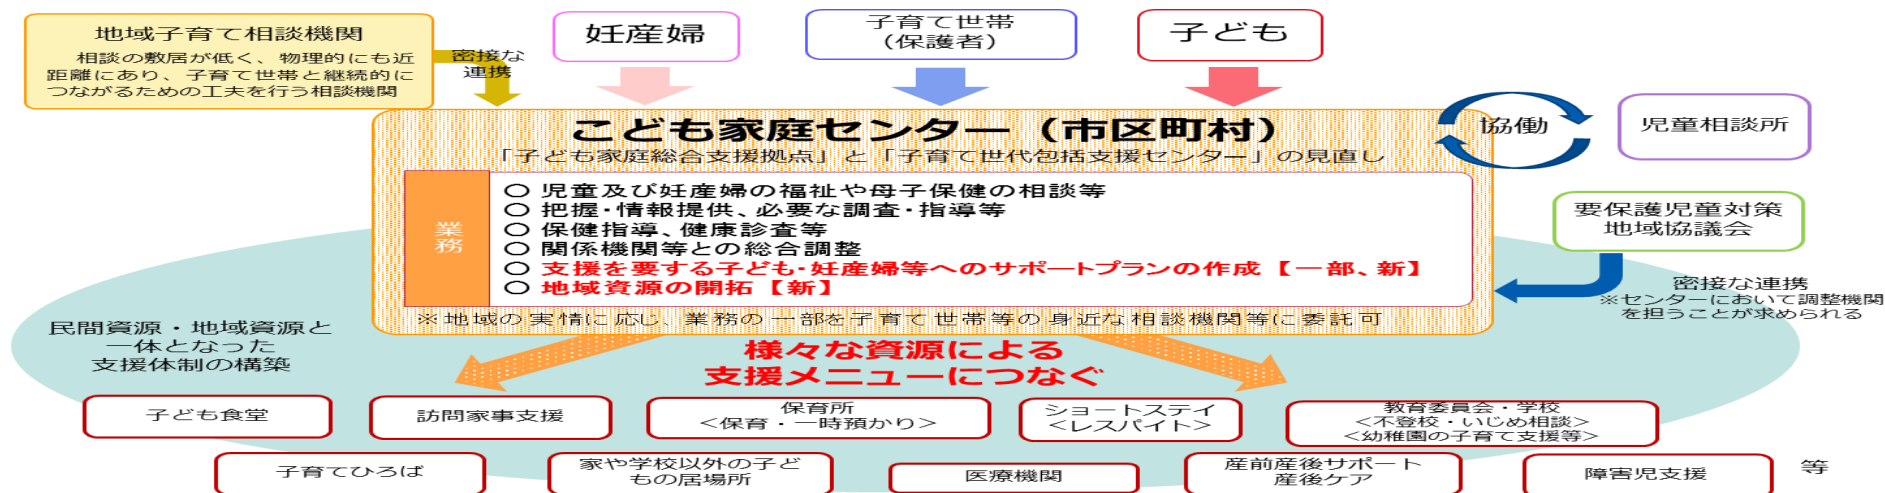 地域子育て相談機関
相談の敷居が低く、物理的にも近
距離にあり、子育て世帯と継続的に
つながるための工夫を行う相談機関
密接な
連携
妊産婦
子育て世帯
(保護者)
子ども
こども家庭センター（市区町村）
「子ども家庭総合支援拠点」と「子育て世代包括支援センター」の見直し
協働
児童相談所
業務
○ 児童及び妊産婦の福祉や母子保健の相談等
○ 把握・情報提供、必要な調査・指導等
○ 保健指導、健康診査等
○ 関係機関等との総合調整
○ 支援を要する子ども・妊産婦等へのサポートプランの作成【一部、新】
○ 地域資源の開拓【新】
※地域の実情に応じ、業務の一部を子育て世帯等の身近な相談機関等に委託可
要保護児童対策
地域協議会
密接な連携
※センターにおいて調整機関
を担うことが求められる
民間資源・地域資源と
一体となった
支援体制の構築
様々な資源による
支援メニューにつなぐ
子ども食堂
訪問家事支援
保育所
<保育・一時預かり>
ショートステイ
<レスパイト>
教育委員会・学校
<不登校・いじめ相談>
<幼稚園の子育て支援等>
子育てひろば
家や学校以外の子ど
もの居場所
医療機関
産前産後サポート
産後ケア
障害児支援
等